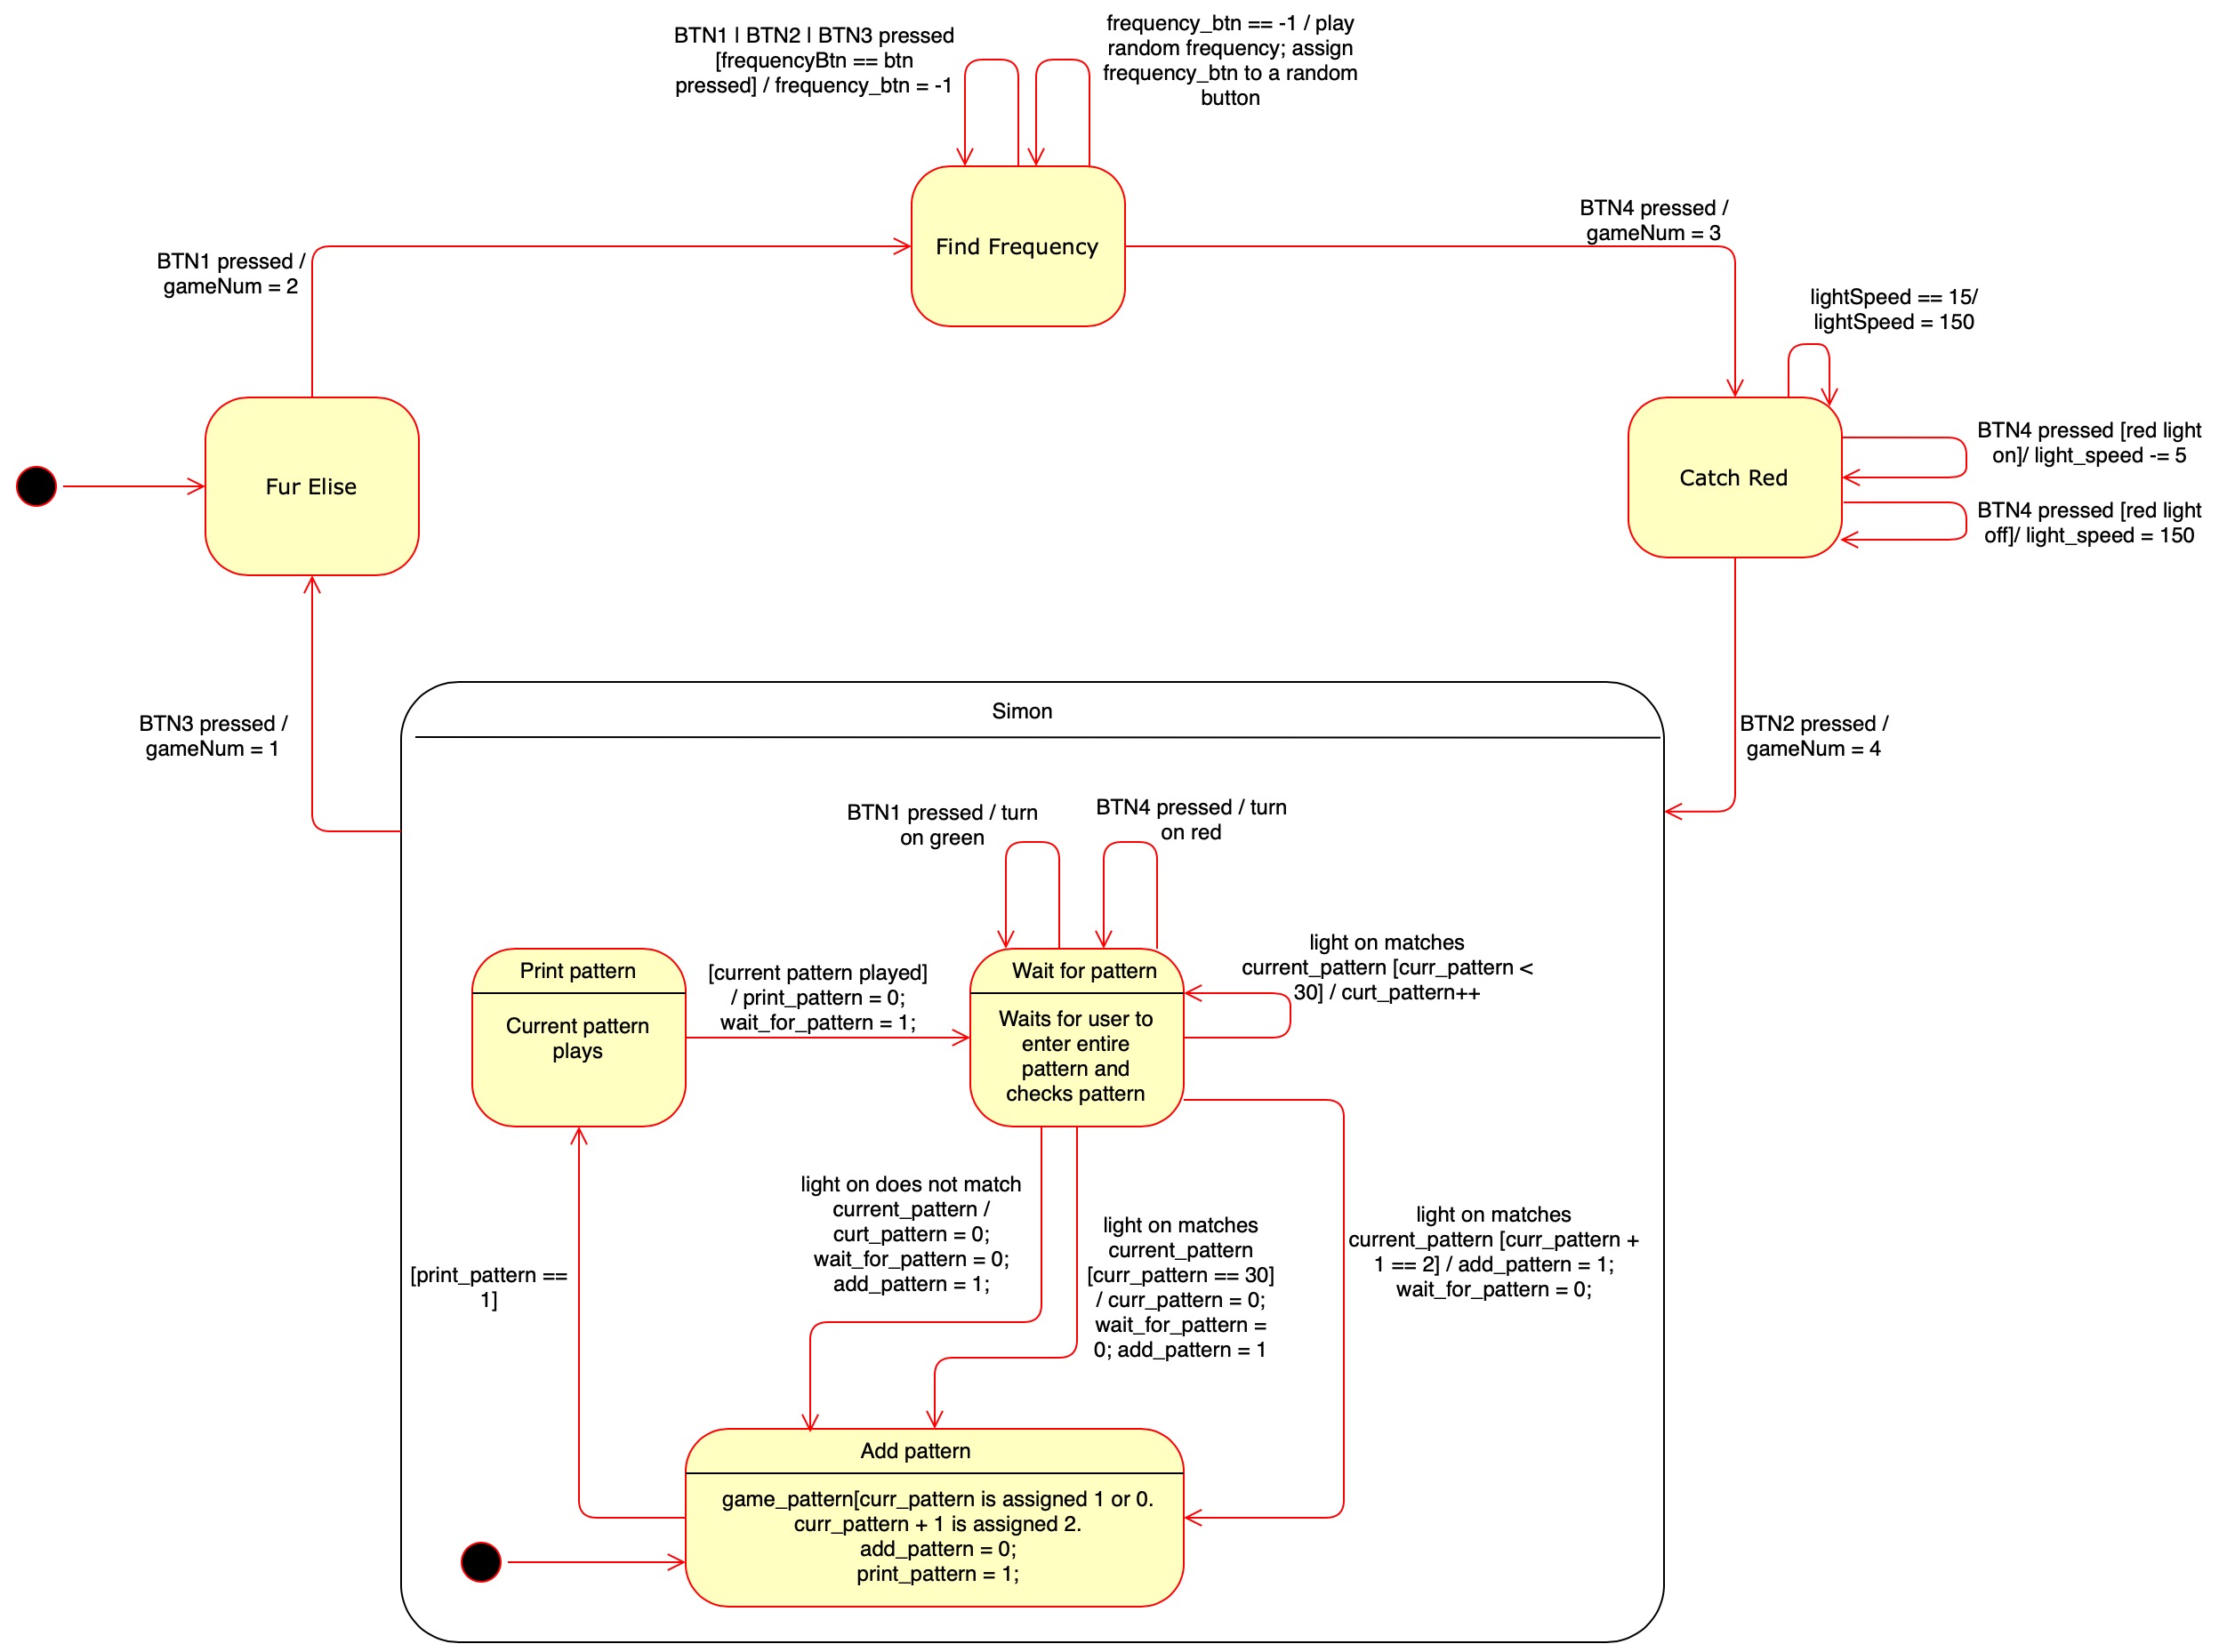 BTN1 | BTN2 | BTN3 pressed
[frequencyBtn == btn
pressed] / frequency_btn = -1
frequency_btn == -1 / play
random frequency; assign
frequency_btn to a random
button
Find Frequency
BTN4 pressed /
gameNum = 3
BTN1 pressed /
gameNum = 2
lightSpeed == 15/
lightSpeed = 150
Fur Elise
Catch Red
BTN4 pressed [red light
on]/ light_speed -= 5
BTN4 pressed [red light
off]/ light_speed = 150
BTN3 pressed /
gameNum = 1
Simon
BTN2 pressed /
gameNum = 4
BTN1 pressed / turn
on green
BTN4 pressed / turn
on red
Print pattern
Current pattern
plays
[current pattern played]
/ print_pattern = 0;
wait_for_pattern = 1;
Wait for pattern
Waits for user to
enter entire
pattern and
checks pattern
light on matches
current_pattern [curr_pattern <
30] / curt_pattern++
light on does not match
current_pattern /
curt_pattern = 0;
wait_for_pattern = 0;
add_pattern = 1;
light on matches
current_pattern
[curr_pattern == 30]
/ curr_pattern = 0;
wait_for_pattern =
0; add_pattern = 1
light on matches
current_pattern [curr_pattern +
1 == 2] / add_pattern = 1;
wait_for_pattern = 0;
[print_pattern ==
1]
Add pattern
game_pattern[curr_pattern is assigned 1 or 0.
curr_pattern + 1 is assigned 2.
add_pattern = 0;
print_pattern = 1;